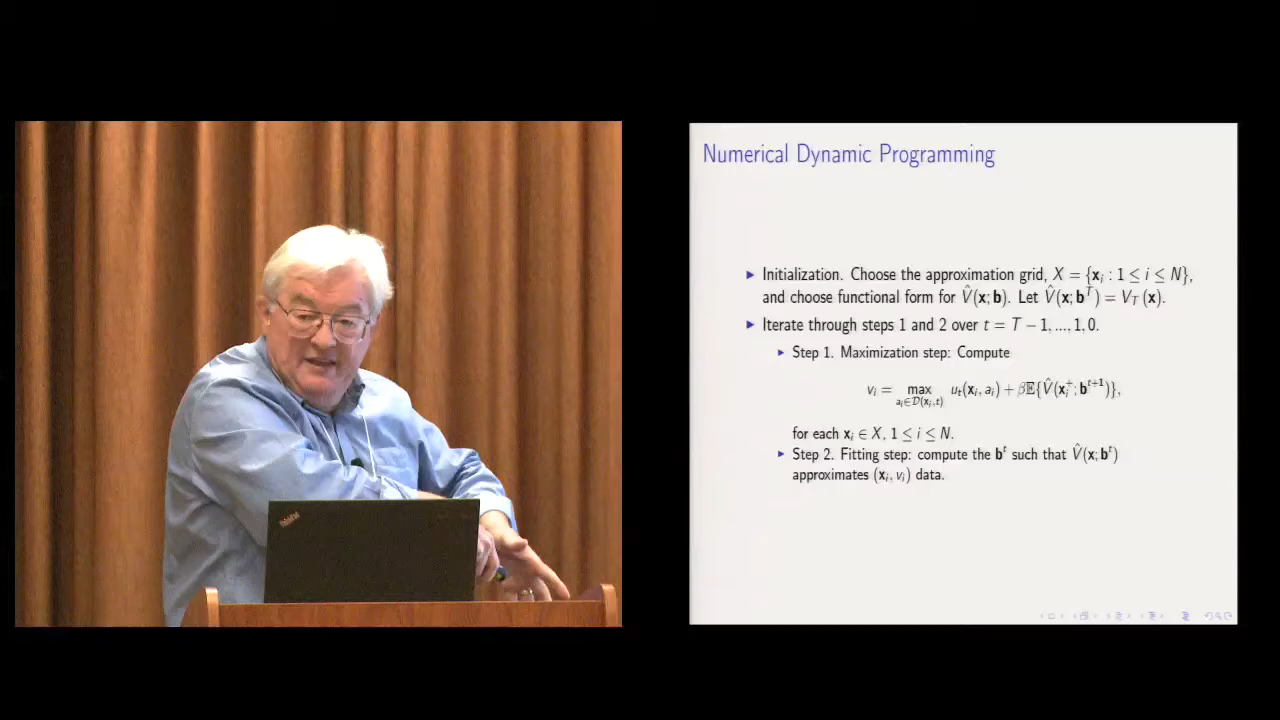 Numerical Dynamic Programming
▶ Initialization. Choose the approximation grid, X = {xᵢ : 1 ≤ i ≤ N},
and choose functional form for V̂(x; b). Let V̂(x; bᵀ) = V_T (x).
▶ Iterate through steps 1 and 2 over t = T − 1, ..., 1, 0.
▶ Step 1. Maximization step: Compute
vᵢ = max_{aᵢ∈𝒟(xᵢ,t)} u_t(xᵢ, aᵢ) + β𝔼{V̂(xᵢ⁺; bᵗ⁺¹)},
for each xᵢ ∈ X, 1 ≤ i ≤ N.
▶ Step 2. Fitting step: compute the bᵗ such that V̂(x; bᵗ)
approximates (xᵢ, vᵢ) data.
ThinkPad